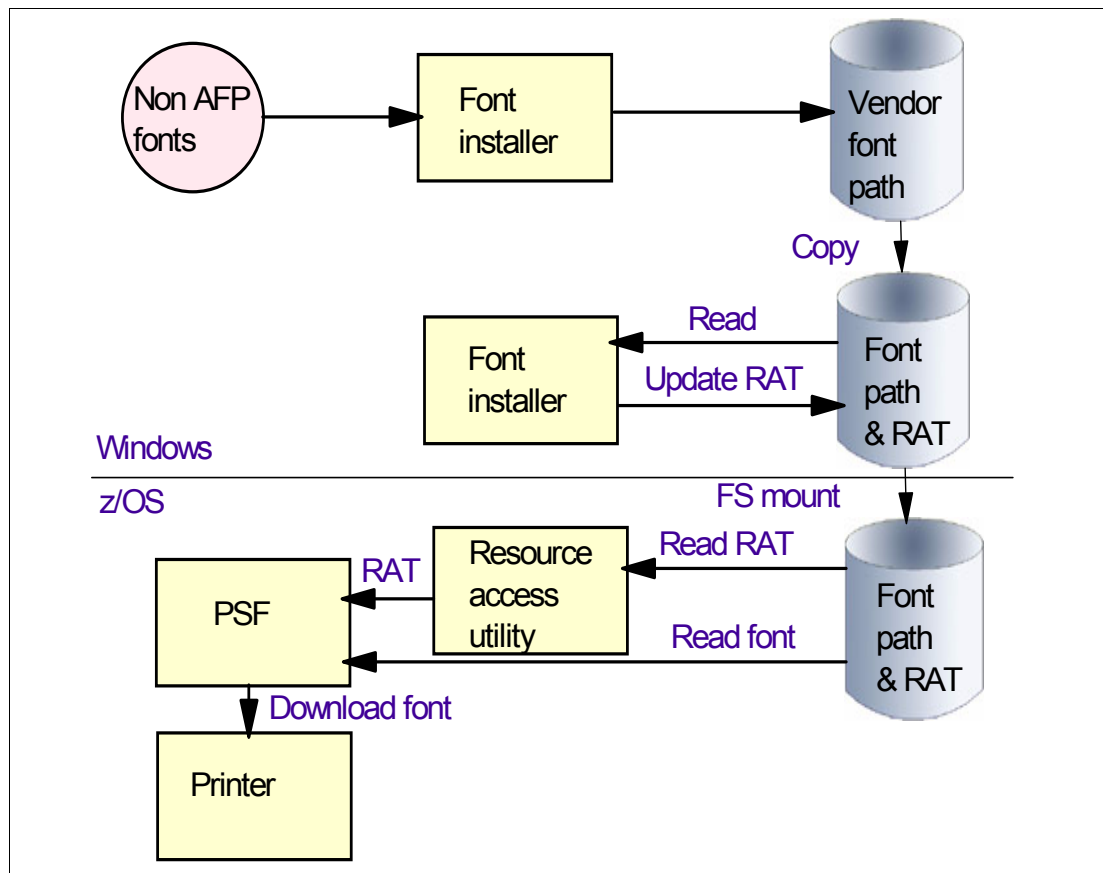 Non AFP
fonts
Font
installer
Vendor
font
path
Copy
Font
installer
Read
Update RAT
Font
path
& RAT
Windows
z/OS
FS mount
PSF
RAT
Resource
access
utility
Read RAT
Read font
Font
path
& RAT
Download font
Printer